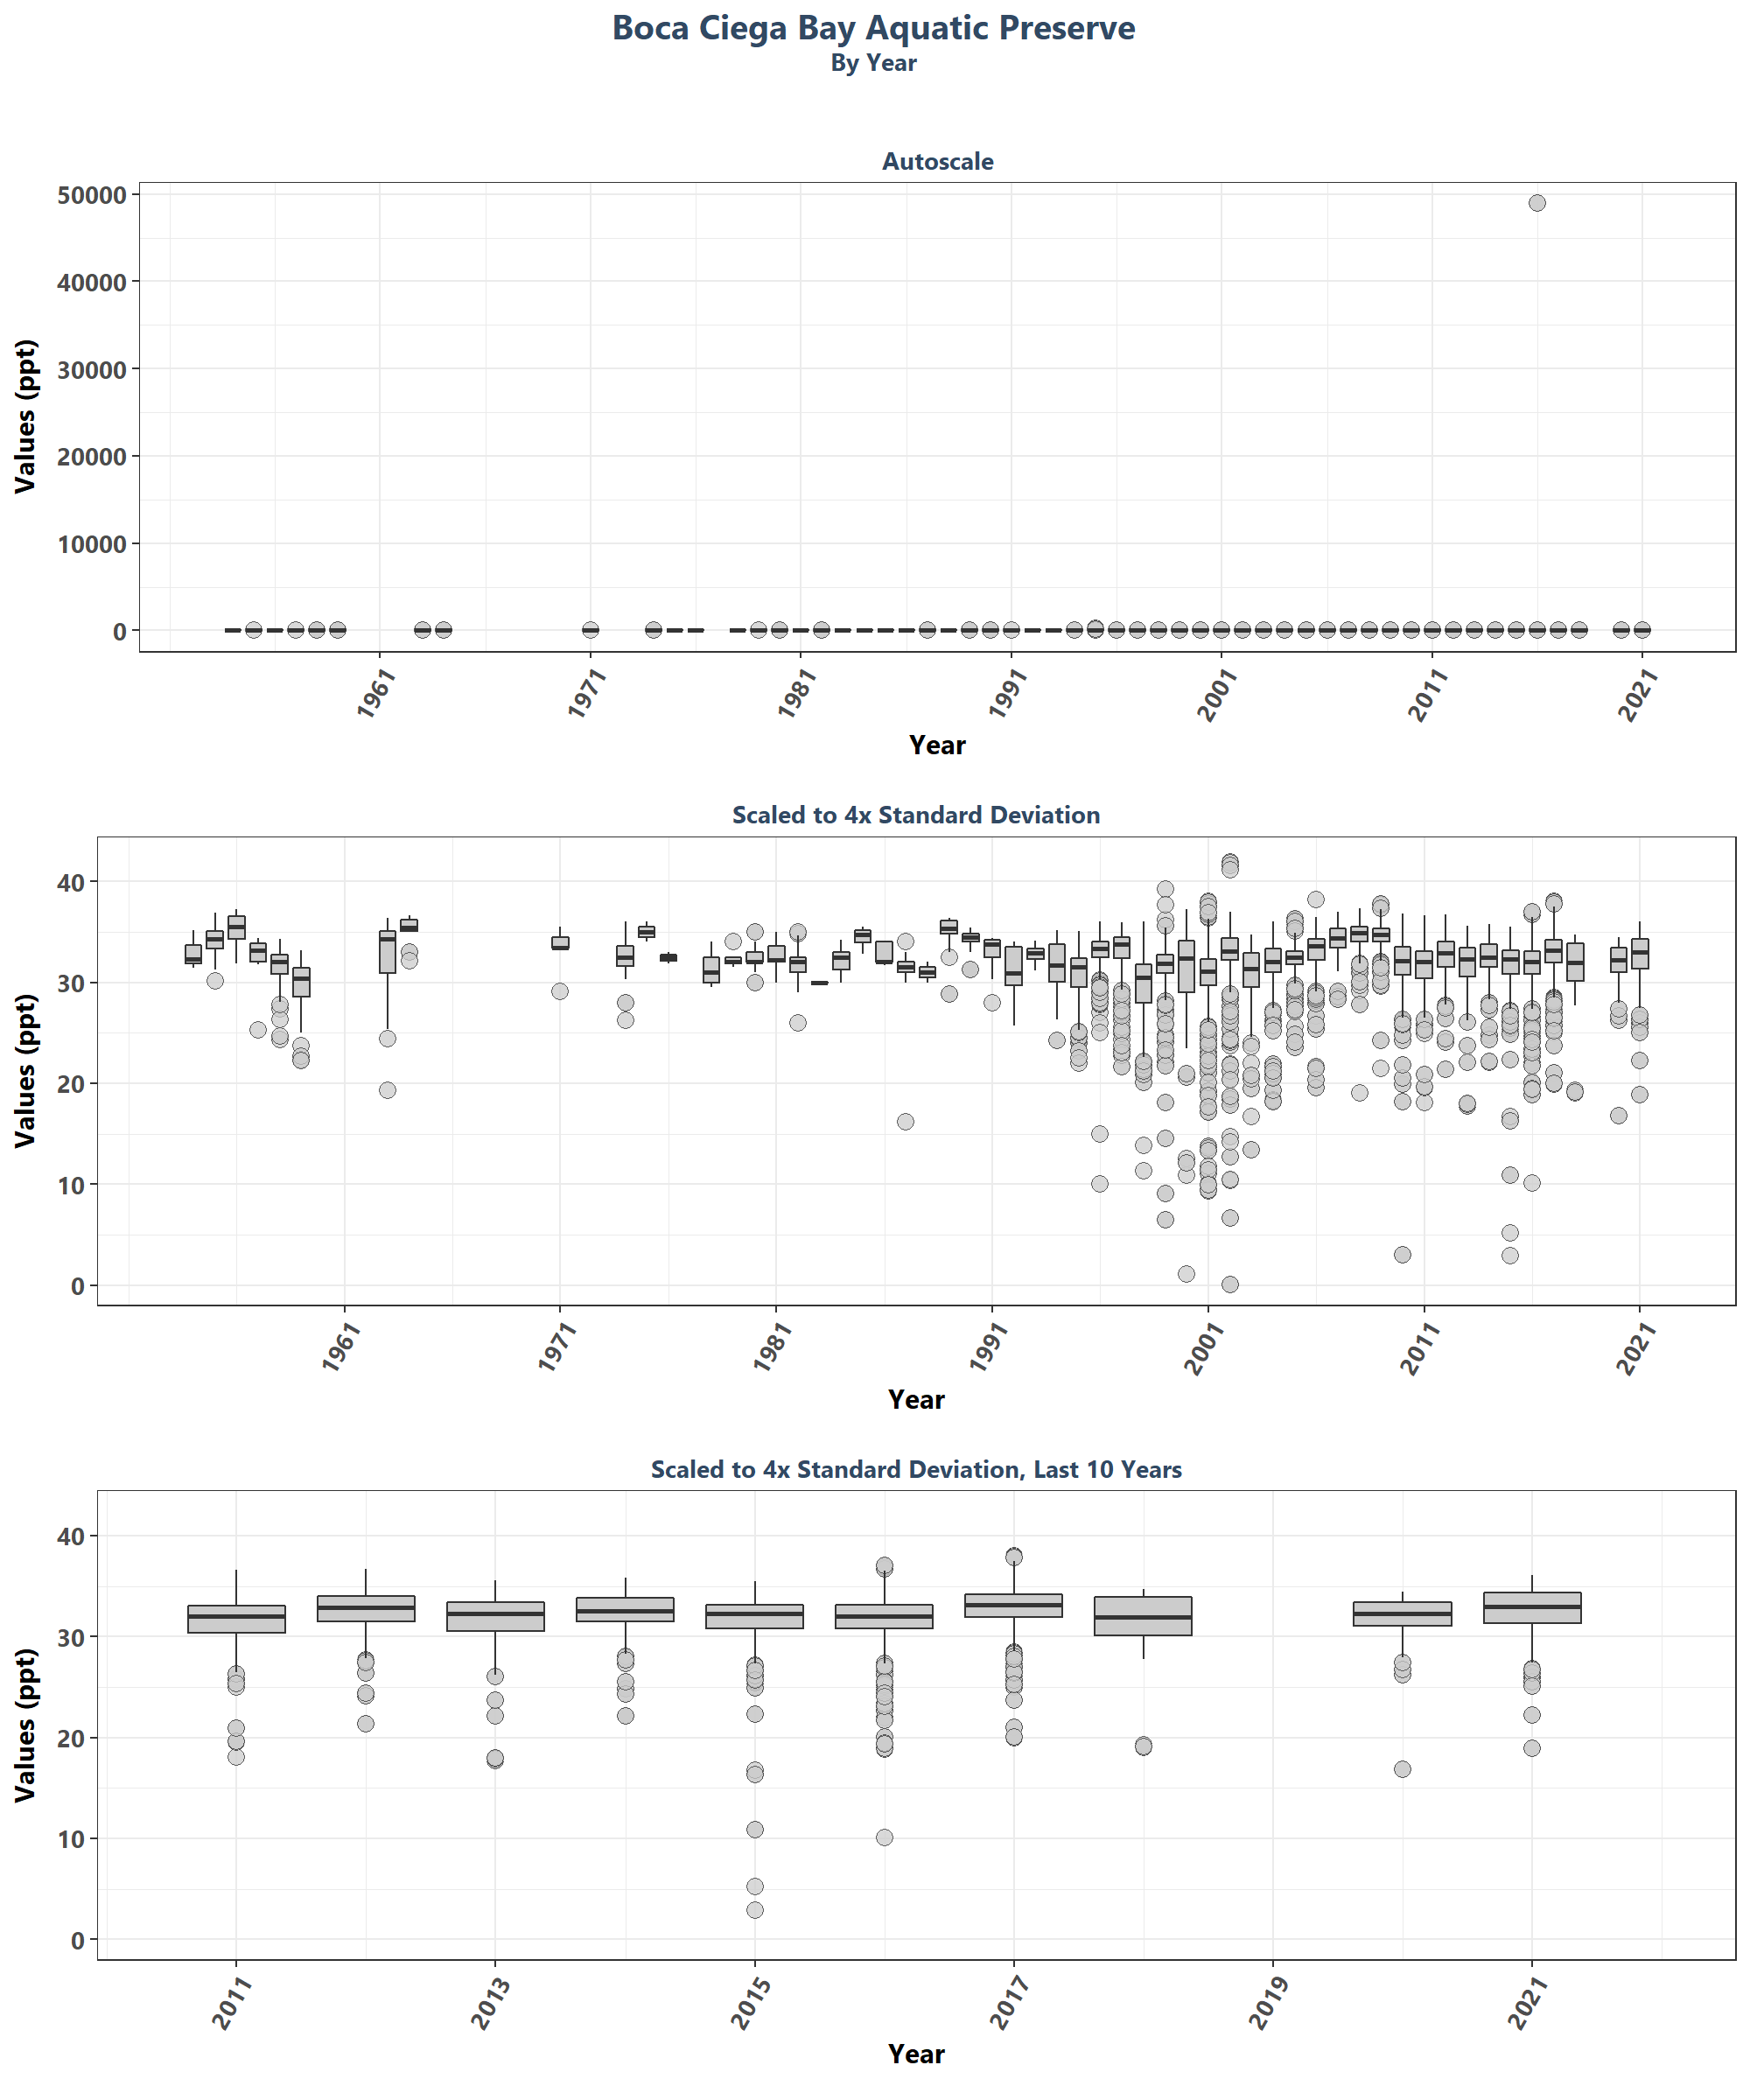 Boca Ciega Bay Aquatic Preserve
By Year
Autoscale
Values (ppt)
50000
40000
30000
20000
10000
0
1961 1971 1981 1991 2001 2011 2021
Year
Scaled to 4x Standard Deviation
Values (ppt)
40
30
20
10
0
1961 1971 1981 1991 2001 2011 2021
Year
Scaled to 4x Standard Deviation, Last 10 Years
Values (ppt)
40
30
20
10
0
2011 2013 2015 2017 2019 2021
Year